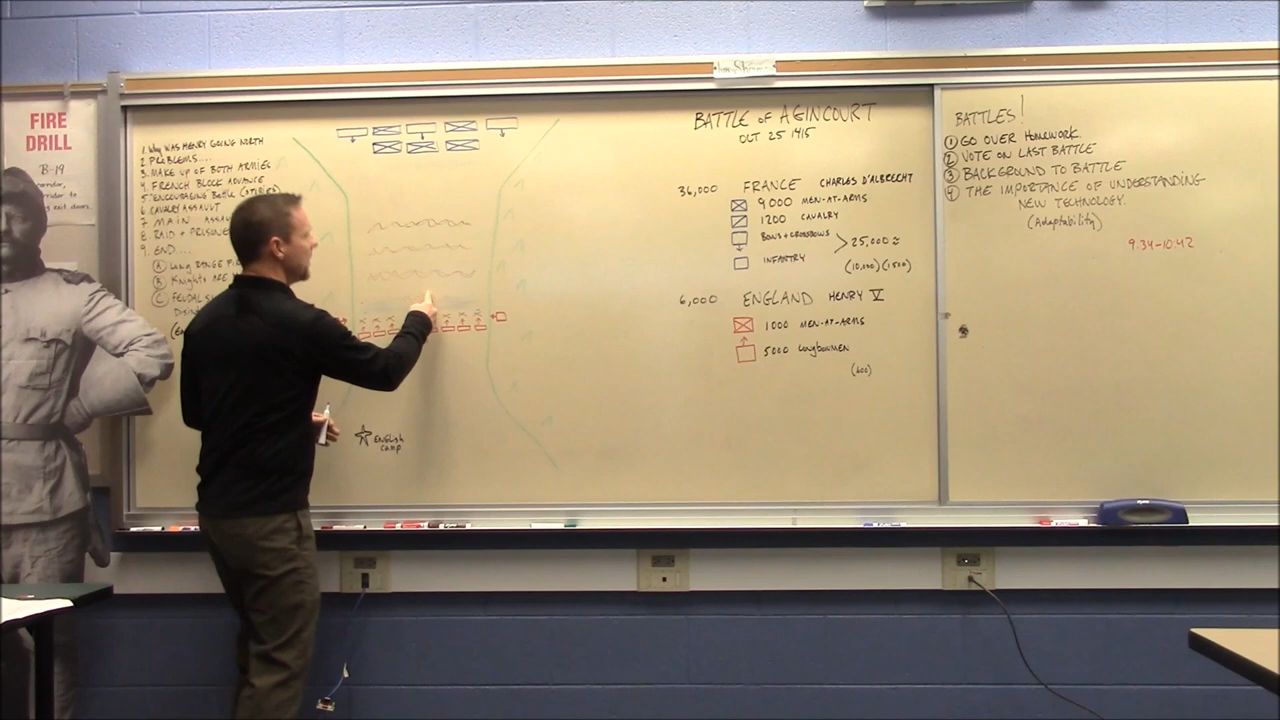 FIRE
DRILL
B-19
1. WHY WAS HENRY GOING NORTH
2. PROBLEMS....
3. MAKE UP OF BOTH ARMIES
4. FRENCH BLOCK ADVANCE
5. ENCOURAGING BATTLE
6. CAVALRY ASSAULT
7. MAIN
8. RAID + PRISONE
9. END....
(A) LONG RANGE
(B) KNIGHTS ARE
(C) FEUDAL
ENGLISH
CAMP
BATTLE OF AGINCOURT
OCT 25 1415
36,000 FRANCE CHARLES D'ALBRECHT
9,000 MEN-AT-ARMS
1200 CAVALRY
BOWS + CROSSBOWS
> 25,000 ≈
INFANTRY
(10,000) (1500)
6,000 ENGLAND HENRY V
1000 MEN-AT-ARMS
5000 LONGBOWMEN
(600)
BATTLES!
(1) GO OVER HOMEWORK.
(2) VOTE ON LAST BATTLE
(3) BACKGROUND TO BATTLE
(4) THE IMPORTANCE OF UNDERSTANDING
NEW TECHNOLOGY.
(Adaptability)
9:34-10:42